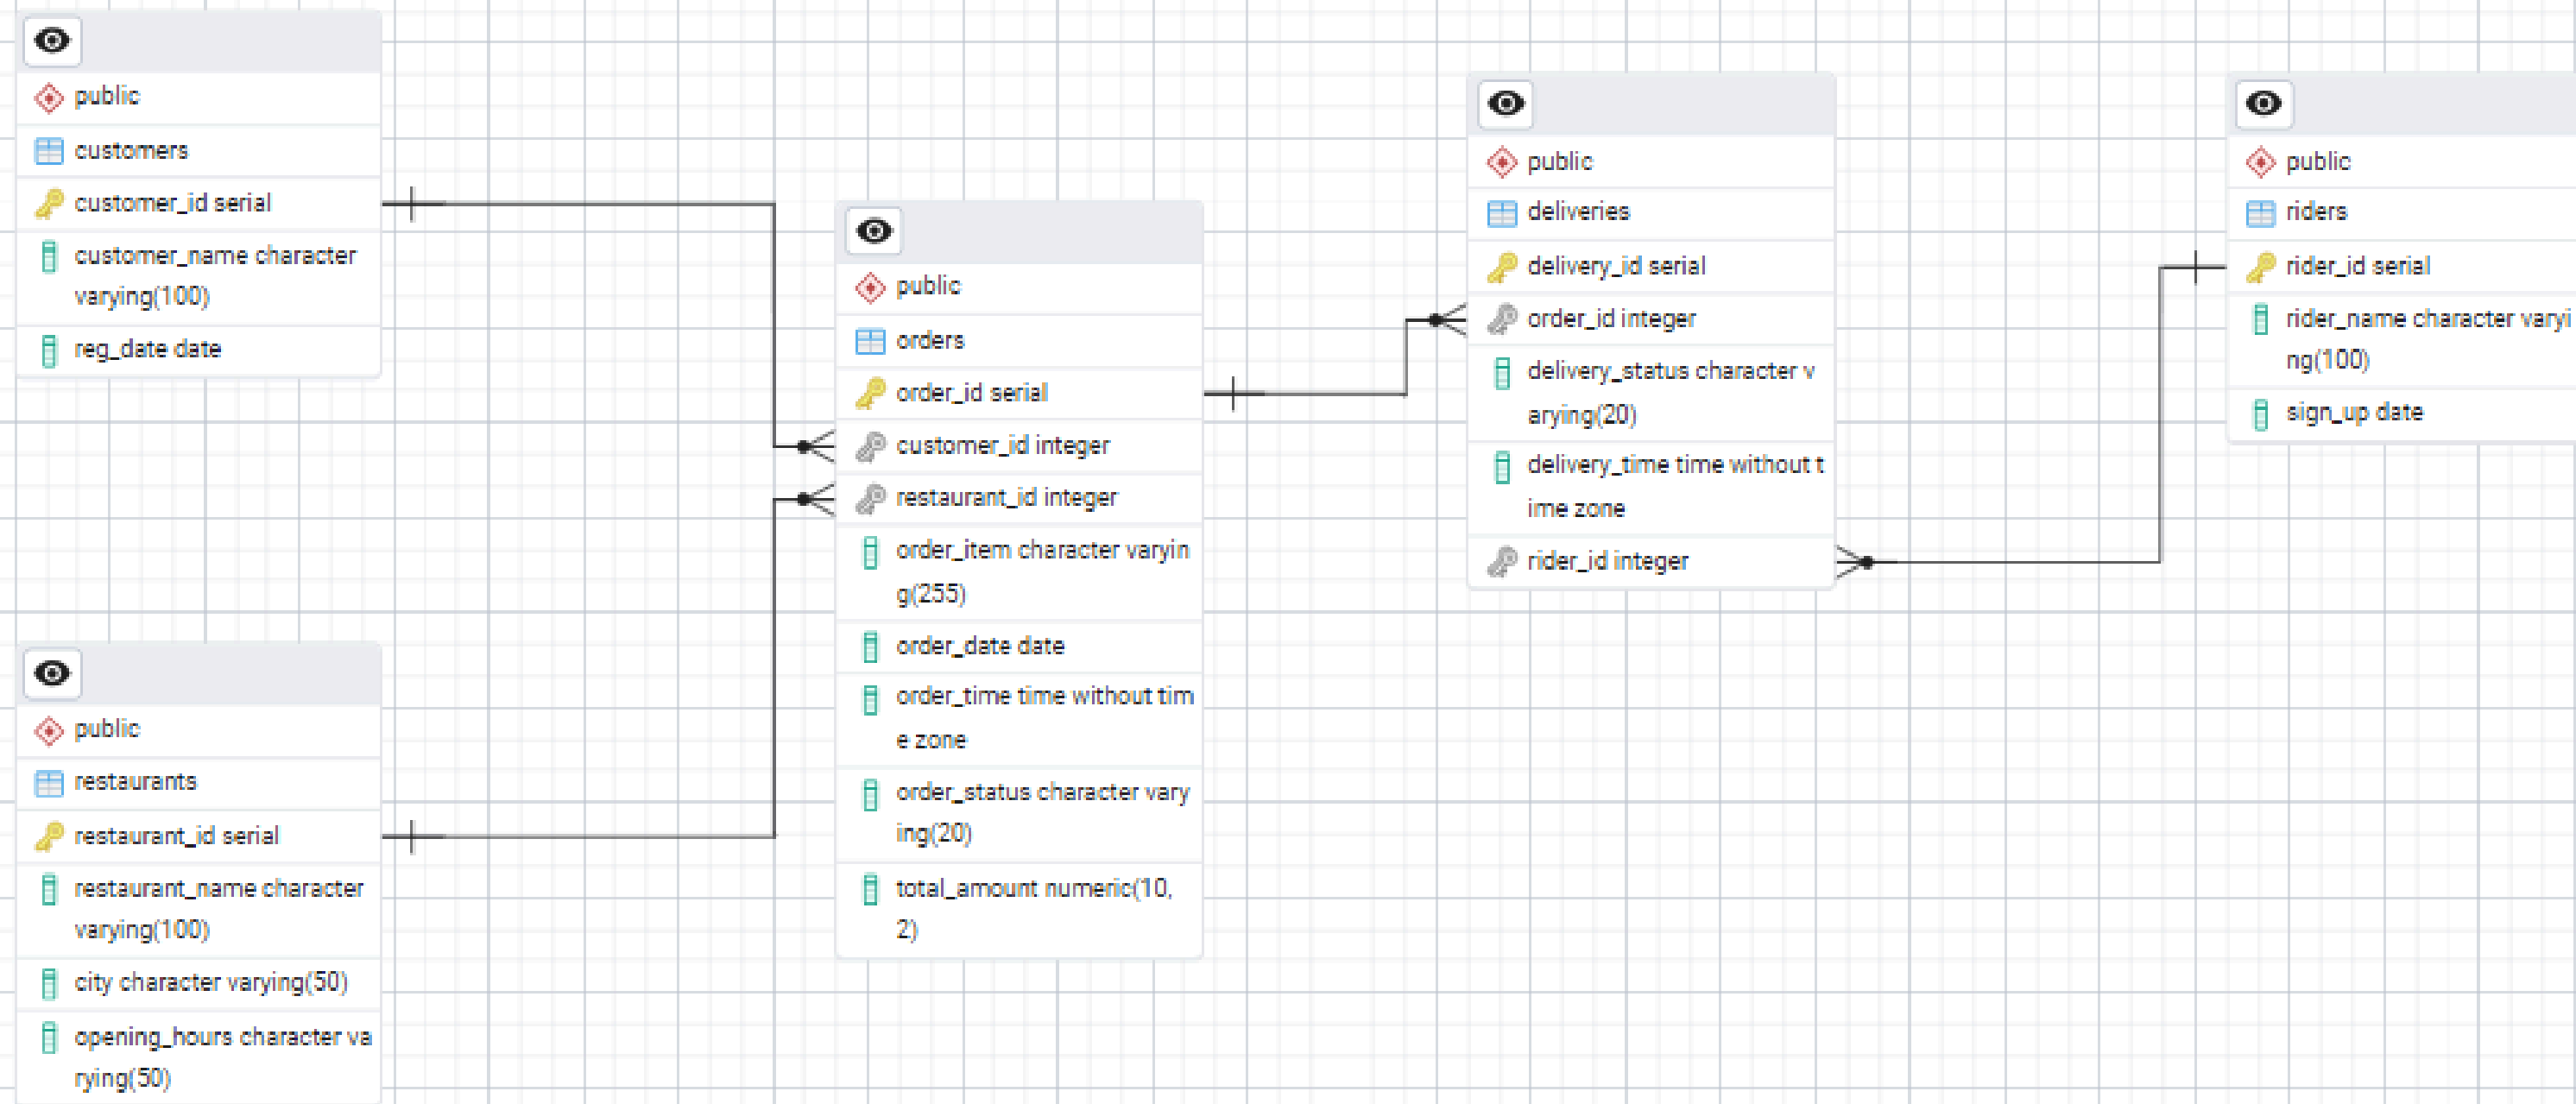 public
customers
customer_id serial
customer_name character
varying(100)
reg_date date
public
restaurants
restaurant_id serial
restaurant_name character
varying(100)
city character varying(50)
opening_hours character va
rying(50)
public
orders
order_id serial
customer_id integer
restaurant_id integer
order_item character varyin
g(255)
order_date date
order_time time without tim
e zone
order_status character vary
ing(20)
total_amount numeric(10,
2)
public
deliveries
delivery_id serial
order_id integer
delivery_status character v
arying(20)
delivery_time time without t
ime zone
rider_id integer
public
riders
rider_id serial
rider_name character varyi
ng(100)
sign_up date